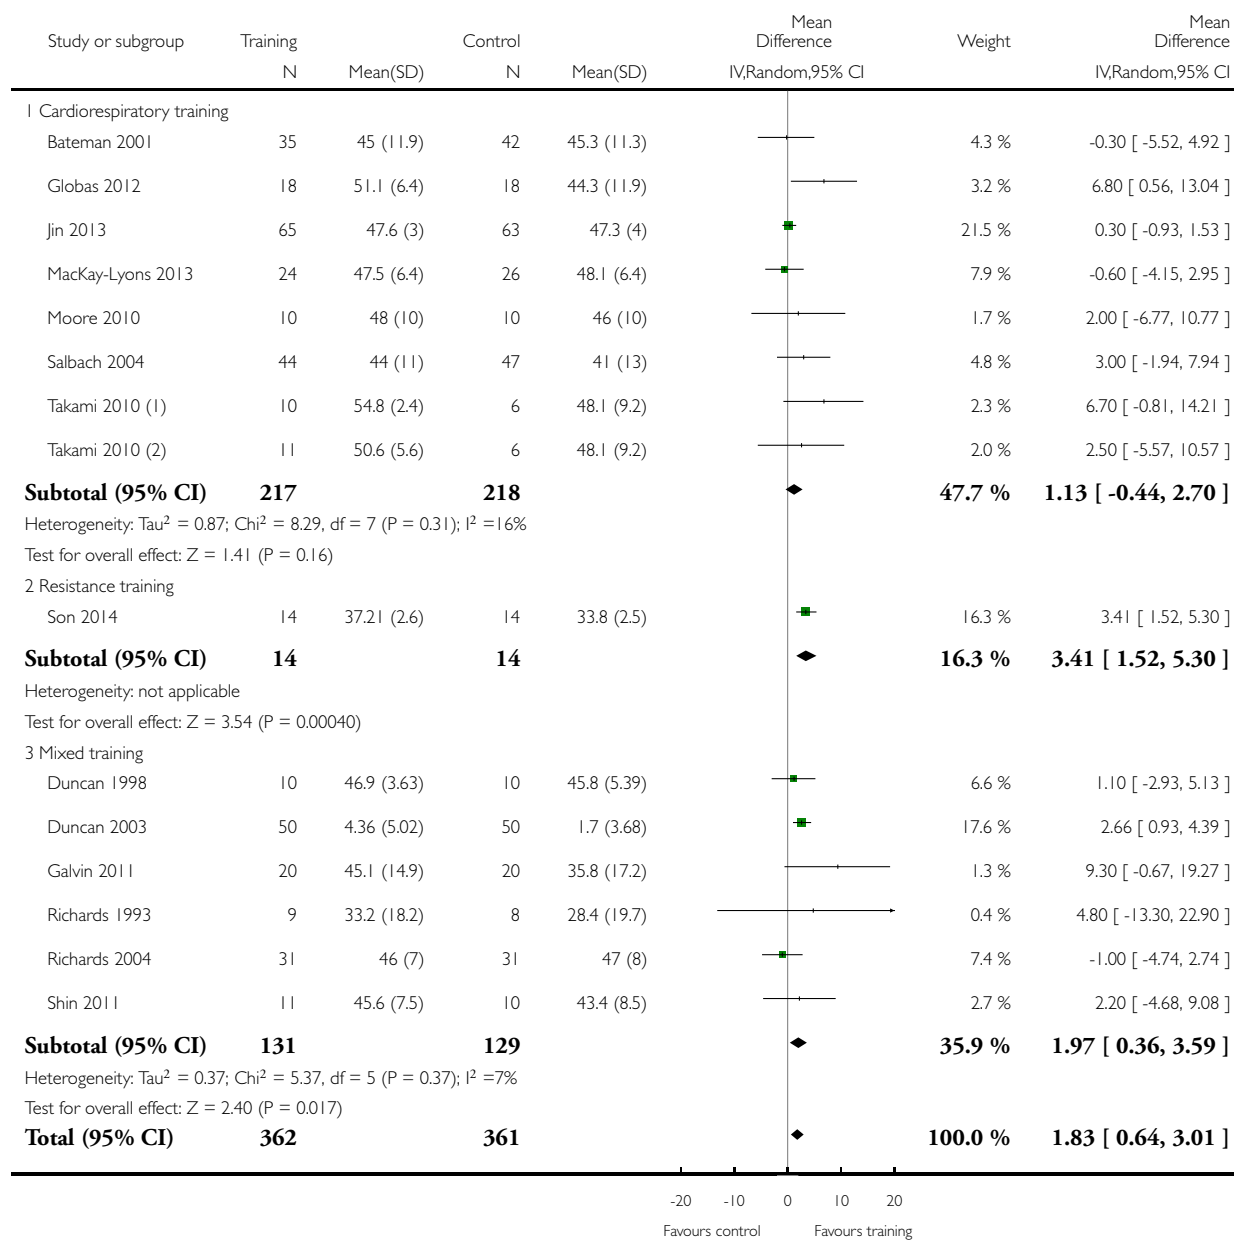 Mean Mean
Study or subgroup Training Control Difference Weight Difference
N Mean(SD) N Mean(SD) IV,Random,95% CI IV,Random,95% CI
1 Cardiorespiratory training
Bateman 2001 35 45 (11.9) 42 45.3 (11.3) 4.3 % -0.30 [ -5.52, 4.92 ]
Globas 2012 18 51.1 (6.4) 18 44.3 (11.9) 3.2 % 6.80 [ 0.56, 13.04 ]
Jin 2013 65 47.6 (3) 63 47.3 (4) 21.5 % 0.30 [ -0.93, 1.53 ]
MacKay-Lyons 2013 24 47.5 (6.4) 26 48.1 (6.4) 7.9 % -0.60 [ -4.15, 2.95 ]
Moore 2010 10 48 (10) 10 46 (10) 1.7 % 2.00 [ -6.77, 10.77 ]
Salbach 2004 44 44 (11) 47 41 (13) 4.8 % 3.00 [ -1.94, 7.94 ]
Takami 2010 (1) 10 54.8 (2.4) 6 48.1 (9.2) 2.3 % 6.70 [ -0.81, 14.21 ]
Takami 2010 (2) 11 50.6 (5.6) 6 48.1 (9.2) 2.0 % 2.50 [ -5.57, 10.57 ]
Subtotal (95% CI) 217 218 47.7 % 1.13 [ -0.44, 2.70 ]
Heterogeneity: Tau² = 0.87; Chi² = 8.29, df = 7 (P = 0.31); I² =16%
Test for overall effect: Z = 1.41 (P = 0.16)
2 Resistance training
Son 2014 14 37.21 (2.6) 14 33.8 (2.5) 16.3 % 3.41 [ 1.52, 5.30 ]
Subtotal (95% CI) 14 14 16.3 % 3.41 [ 1.52, 5.30 ]
Heterogeneity: not applicable
Test for overall effect: Z = 3.54 (P = 0.00040)
3 Mixed training
Duncan 1998 10 46.9 (3.63) 10 45.8 (5.39) 6.6 % 1.10 [ -2.93, 5.13 ]
Duncan 2003 50 4.36 (5.02) 50 1.7 (3.68) 17.6 % 2.66 [ 0.93, 4.39 ]
Galvin 2011 20 45.1 (14.9) 20 35.8 (17.2) 1.3 % 9.30 [ -0.67, 19.27 ]
Richards 1993 9 33.2 (18.2) 8 28.4 (19.7) 0.4 % 4.80 [ -13.30, 22.90 ]
Richards 2004 31 46 (7) 31 47 (8) 7.4 % -1.00 [ -4.74, 2.74 ]
Shin 2011 11 45.6 (7.5) 10 43.4 (8.5) 2.7 % 2.20 [ -4.68, 9.08 ]
Subtotal (95% CI) 131 129 35.9 % 1.97 [ 0.36, 3.59 ]
Heterogeneity: Tau² = 0.37; Chi² = 5.37, df = 5 (P = 0.37); I² =7%
Test for overall effect: Z = 2.40 (P = 0.017)
Total (95% CI) 362 361 100.0 % 1.83 [ 0.64, 3.01 ]
-20 -10 0 10 20
Favours control Favours training